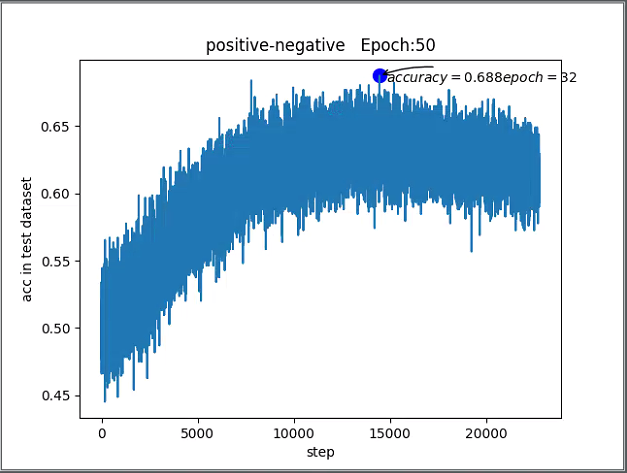 positive-negative   Epoch:50
accuracy = 0.688epoch = 32
acc in test dataset
0.65
0.60
0.55
0.50
0.45
0
5000
10000
15000
20000
step